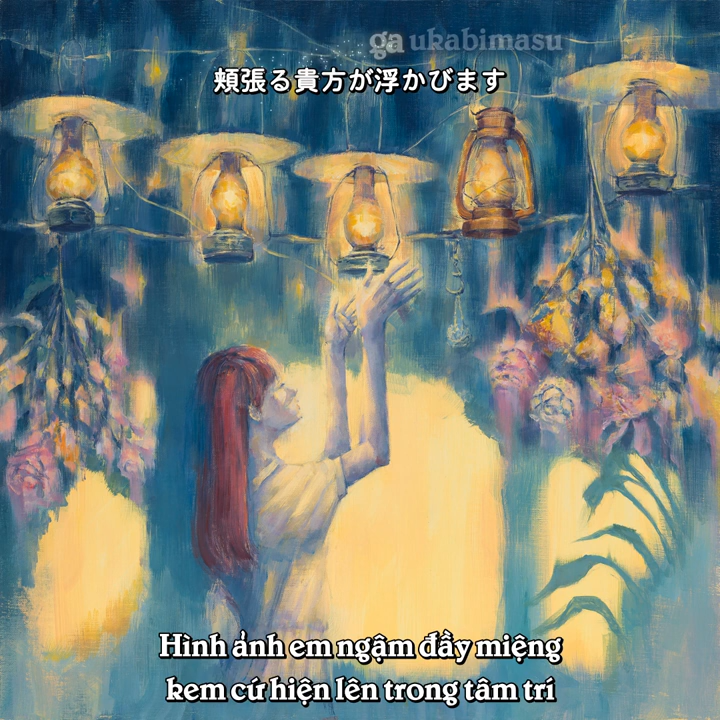 ga ukabimasu
頬張る貴方が浮かびます
Hình ảnh em ngậm đầy miệng
kem cứ hiện lên trong tâm trí